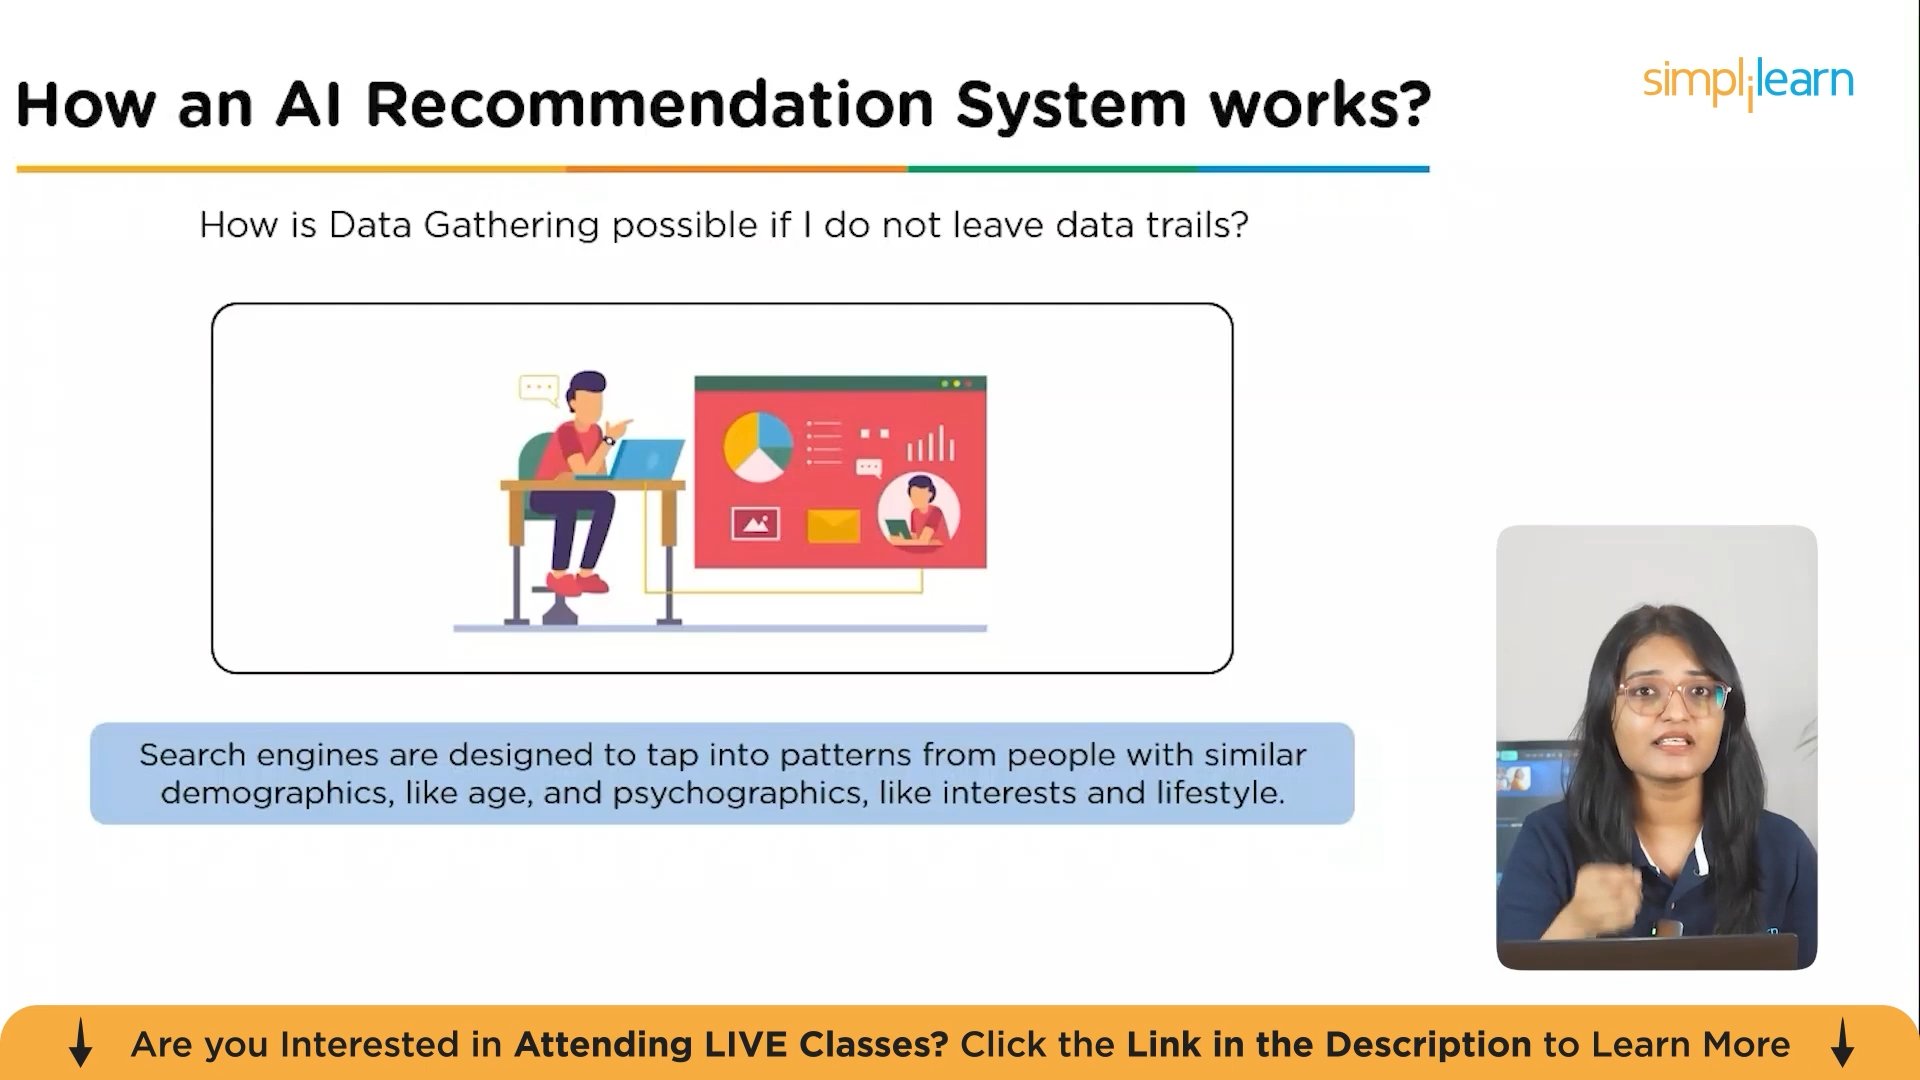 How an AI Recommendation System works?
simplilearn
How is Data Gathering possible if I do not leave data trails?
Search engines are designed to tap into patterns from people with similar
demographics, like age, and psychographics, like interests and lifestyle.
Are you Interested in Attending LIVE Classes? Click the Link in the Description to Learn More